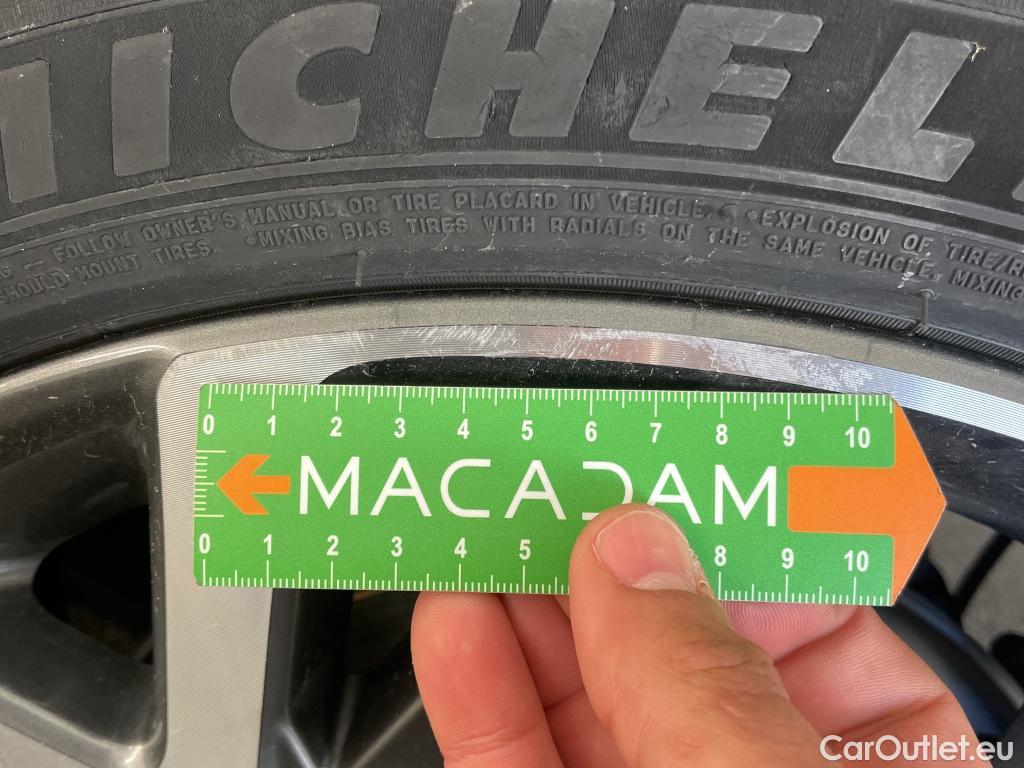 MICHEL
G — FOLLOW OWNER'S MANUAL OR TIRE PLACARD IN VEHICLE. •EXPLOSION OF TIRE/R
SHOULD MOUNT TIRES. •MIXING BIAS TIRES WITH RADIALS ON THE SAME VEHICLE. MIXING
0 1 2 3 4 5 6 7 8 9 10
MACADAM
0 1 2 3 4 5 8 9 10
CarOutlet.eu